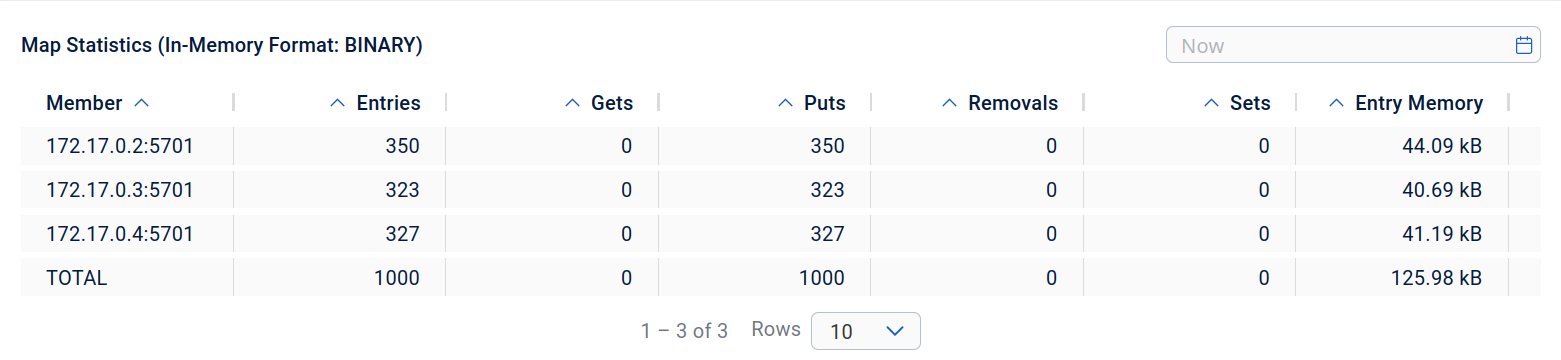 Map Statistics (In-Memory Format: BINARY) Now
Member Entries Gets Puts Removals Sets Entry Memory
172.17.0.2:5701 350 0 350 0 0 44.09 kB
172.17.0.3:5701 323 0 323 0 0 40.69 kB
172.17.0.4:5701 327 0 327 0 0 41.19 kB
TOTAL 1000 0 1000 0 0 125.98 kB
1 – 3 of 3 Rows 10